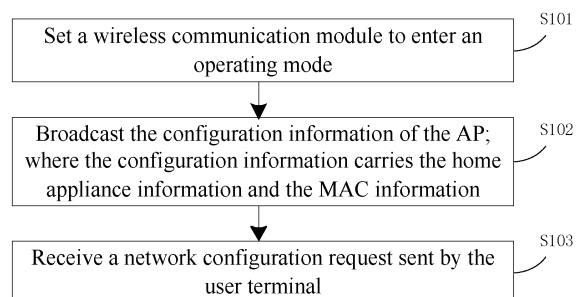 S101
Set a wireless communication module to enter an
operating mode
S102
Broadcast the configuration information of the AP;
where the configuration information carries the home
appliance information and the MAC information
S103
Receive a network configuration request sent by the
user terminal